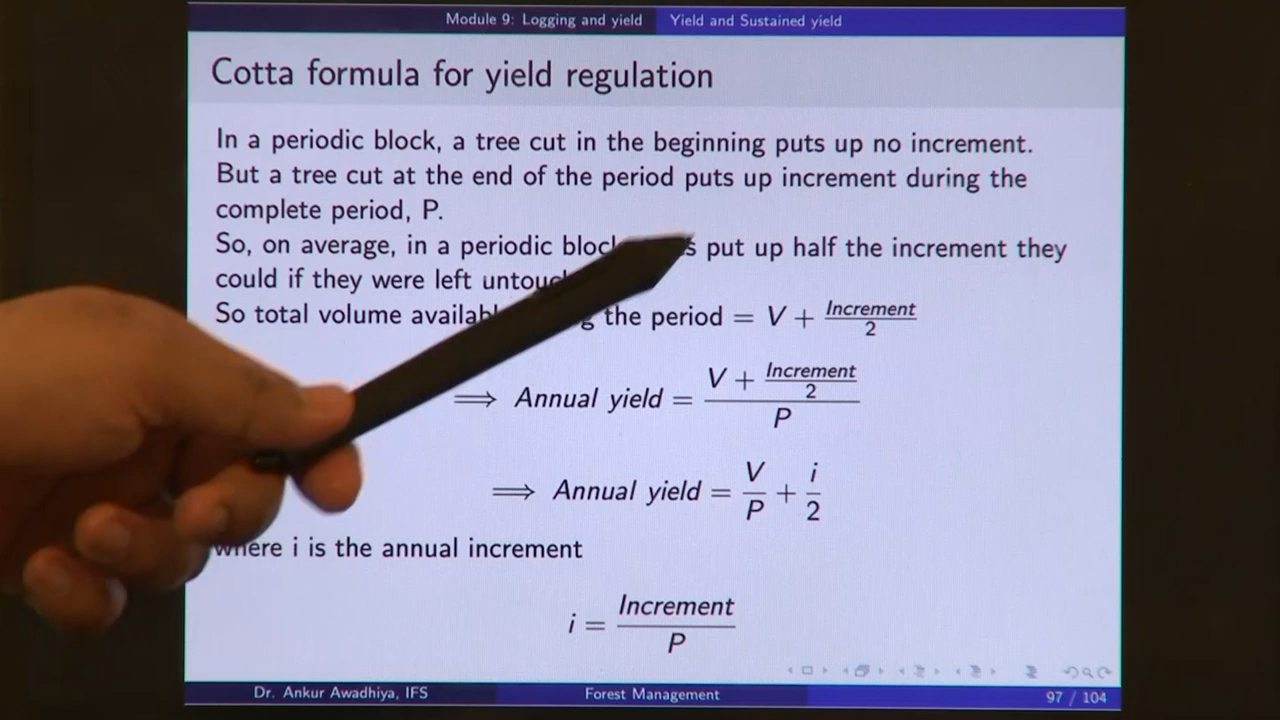 Module 9: Logging and yield Yield and Sustained yield
Cotta formula for yield regulation
In a periodic block, a tree cut in the beginning puts up no increment.
But a tree cut at the end of the period puts up increment during the
complete period, P.
So, on average, in a periodic put up half the increment they
could if they were left
So total volume the period = V + Increment/2
⟹ Annual yield = (V + Increment/2)/P
⟹ Annual yield = V/P + i/2
where i is the annual increment
i = Increment/P
Dr. Ankur Awadhiya, IFS Forest Management 97 / 104